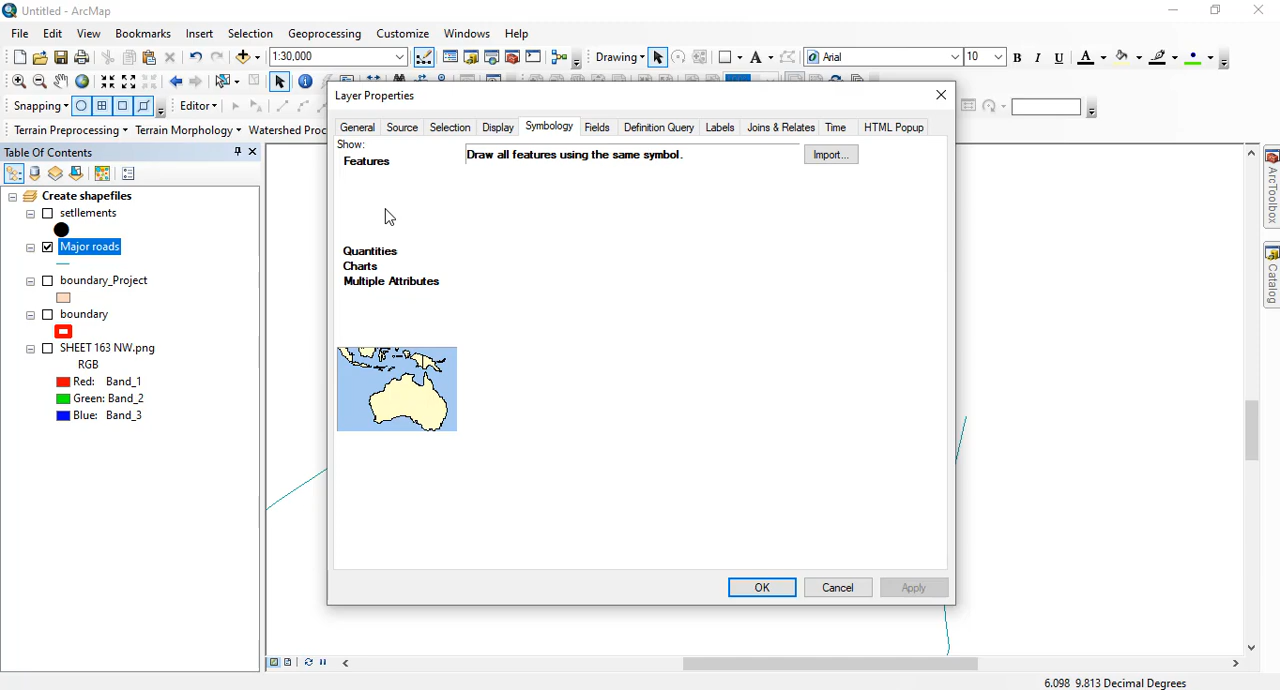 Untitled - ArcMap
File Edit View Bookmarks Insert Selection Geoprocessing Customize Windows Help
1:30,000 Drawing Arial 10 B I U A
Snapping Editor
Terrain Preprocessing Terrain Morphology Watershed Proc
Table Of Contents
Create shapefiles
setllements
Major roads
boundary_Project
boundary
SHEET 163 NW.png
RGB
Red: Band_1
Green: Band_2
Blue: Band_3
Layer Properties
General Source Selection Display Symbology Fields Definition Query Labels Joins & Relates Time HTML Popup
Show:
Features
Quantities
Charts
Multiple Attributes
Draw all features using the same symbol.
Import...
OK Cancel Apply
ArcToolbox
Catalog
6.098 9.813 Decimal Degrees